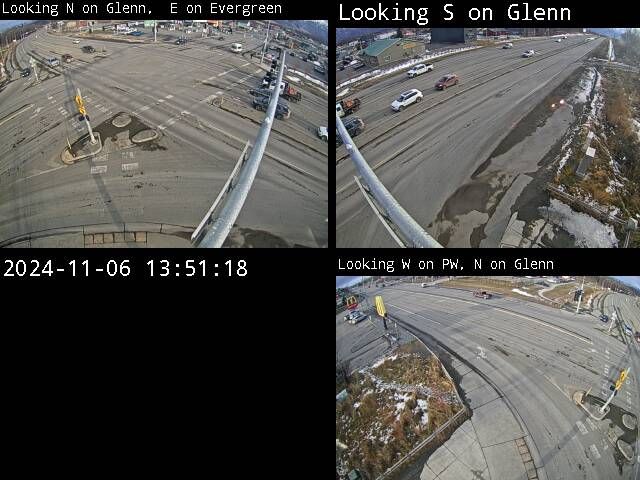 Looking N on Glenn,  E on Evergreen
Looking S on Glenn
2024-11-06 13:51:18
Looking W on PW, N on Glenn